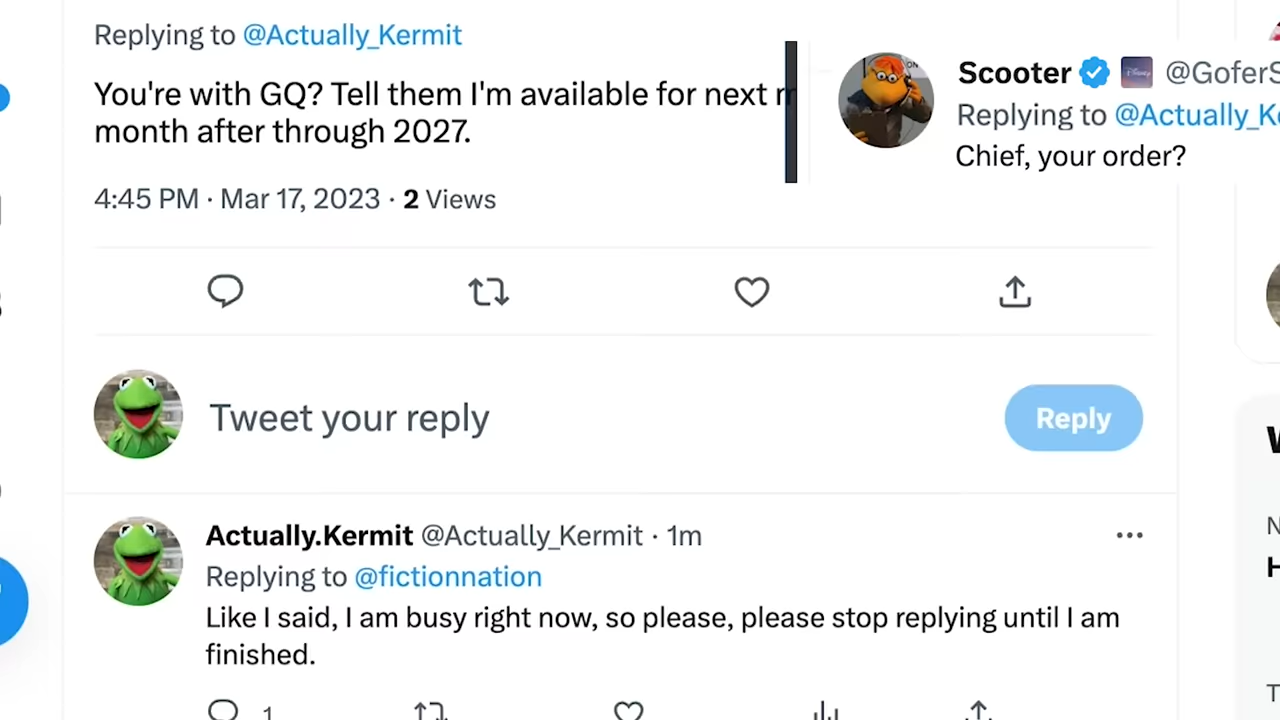 Replying to @Actually_Kermit
You're with GQ? Tell them I'm available for next
month after through 2027.
4:45 PM · Mar 17, 2023 · 2 Views
Scooter @GoferS
Replying to @Actually_K
Chief, your order?
Tweet your reply
Reply
Actually.Kermit @Actually_Kermit · 1m
Replying to @fictionnation
Like I said, I am busy right now, so please, please stop replying until I am
finished.
1